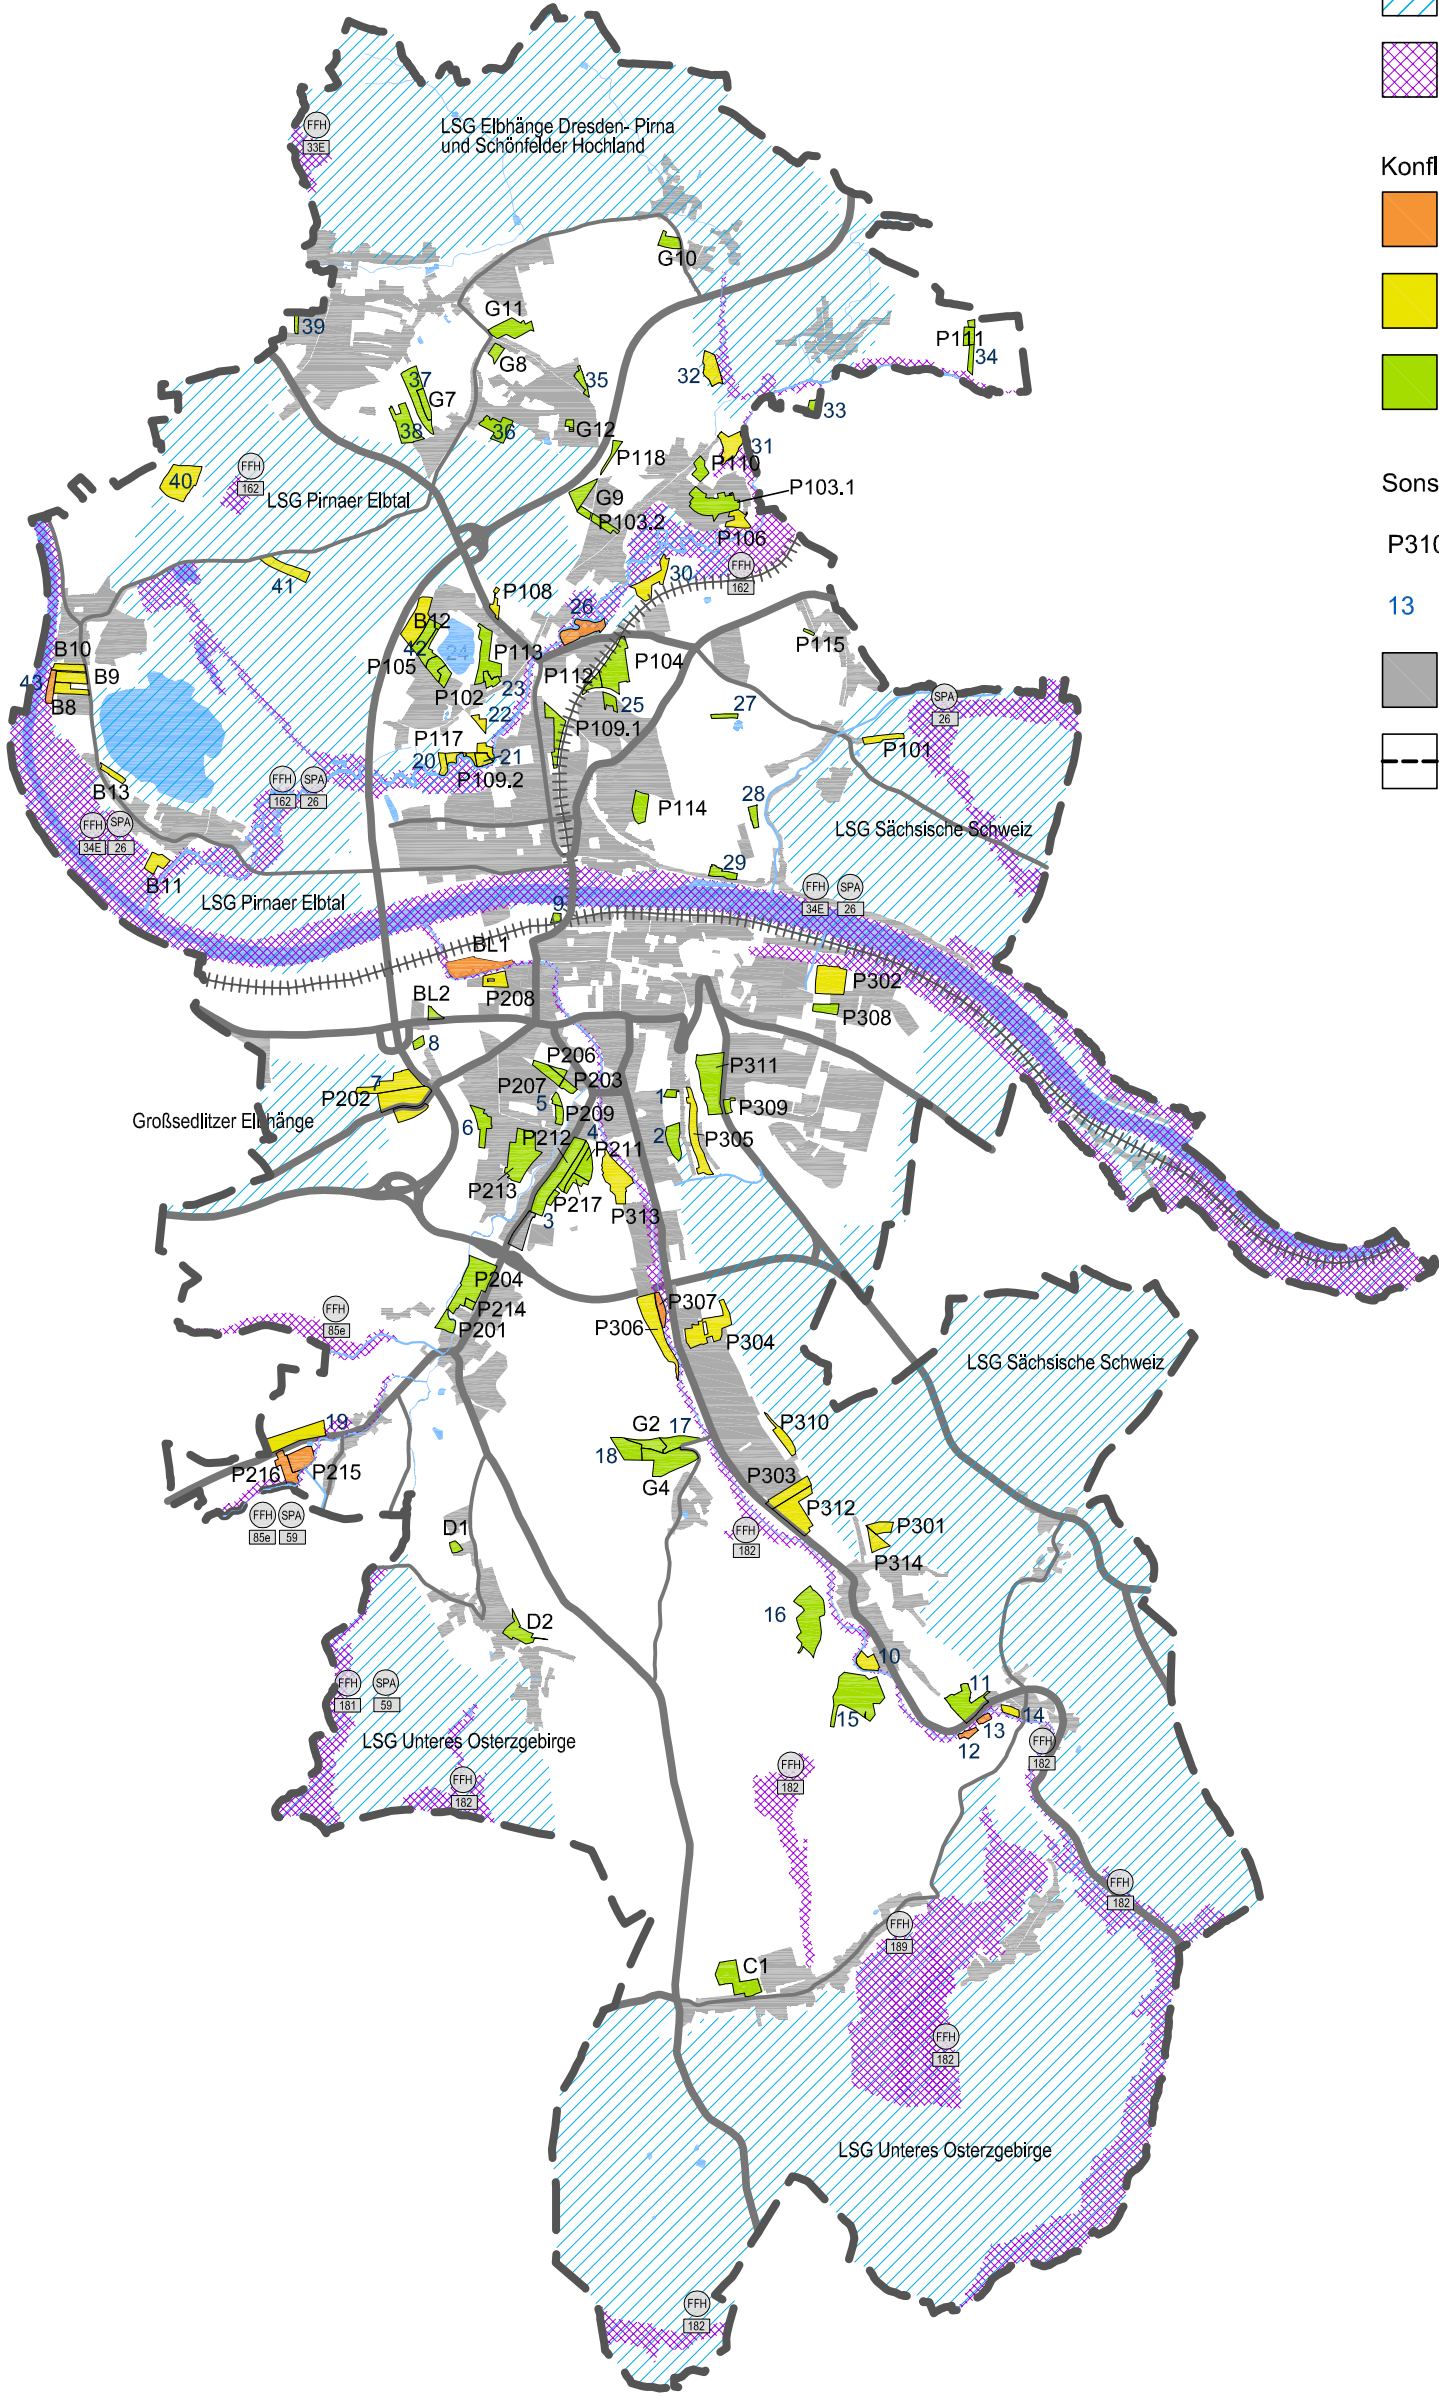 FFH
33E
LSG Elbhänge Dresden- Pirna
und Schönfelder Hochland
Konfl
G10
G11
39
G8
P111
34
32
35
37
G7
33
38
36
G12
31
P118
P110
40
FFH
162
LSG Pirnaer Elbtal
G9
P103.1
Sons
P103.2
P106
P310
FFH
162
30
41
P108
13
26
B12
42
24
P113
P115
P105
P104
B10
P112
43
B9
P102
23
B8
25
SPA
26
22
27
P109.1
P117
P101
20
21
P109.2
B13
FFH
162
SPA
26
28
P114
FFH
34E
SPA
26
LSG Sächsische Schweiz
29
B11
FFH
34E
SPA
26
LSG Pirnaer Elbtal
9
BL1
P302
P208
BL2
P308
8
P206
P311
7
P203
P207
P202
1
5
P309
P209
Großsedlitzer Elbhänge
6
4
2
P305
P212
P211
P213
P217
P313
3
P204
P307
P214
FFH
85e
P201
P306
P304
LSG Sächsische Schweiz
19
G2
17
P310
18
P216
P215
G4
P303
P312
FFH
85e
SPA
59
D1
FFH
182
P301
P314
16
D2
10
FFH
181
SPA
59
11
15
14
13
12
LSG Unteres Osterzgebirge
FFH
182
FFH
182
FFH
182
FFH
182
FFH
189
C1
FFH
182
LSG Unteres Osterzgebirge
FFH
182